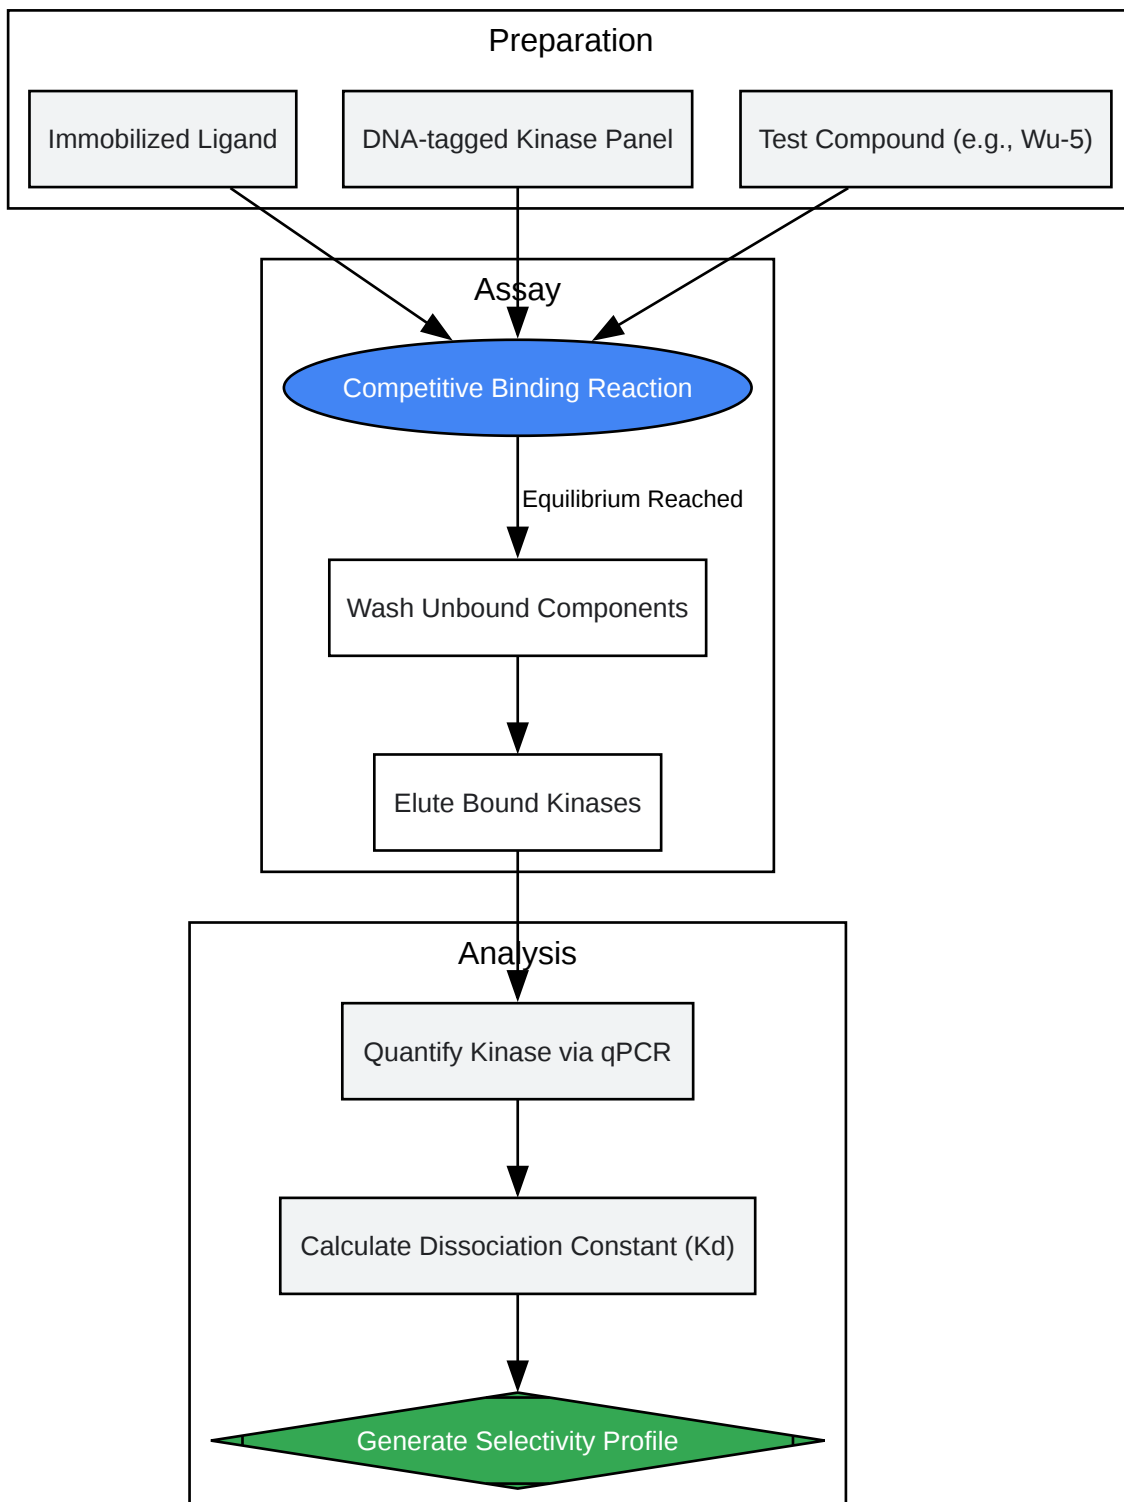 Preparation
Immobilized Ligand
DNA-tagged Kinase Panel
Test Compound (e.g., Wu-5)
Assay
Competitive Binding Reaction
Equilibrium Reached
Wash Unbound Components
Elute Bound Kinases
Analysis
Quantify Kinase via qPCR
Calculate Dissociation Constant (Kd)
Generate Selectivity Profile